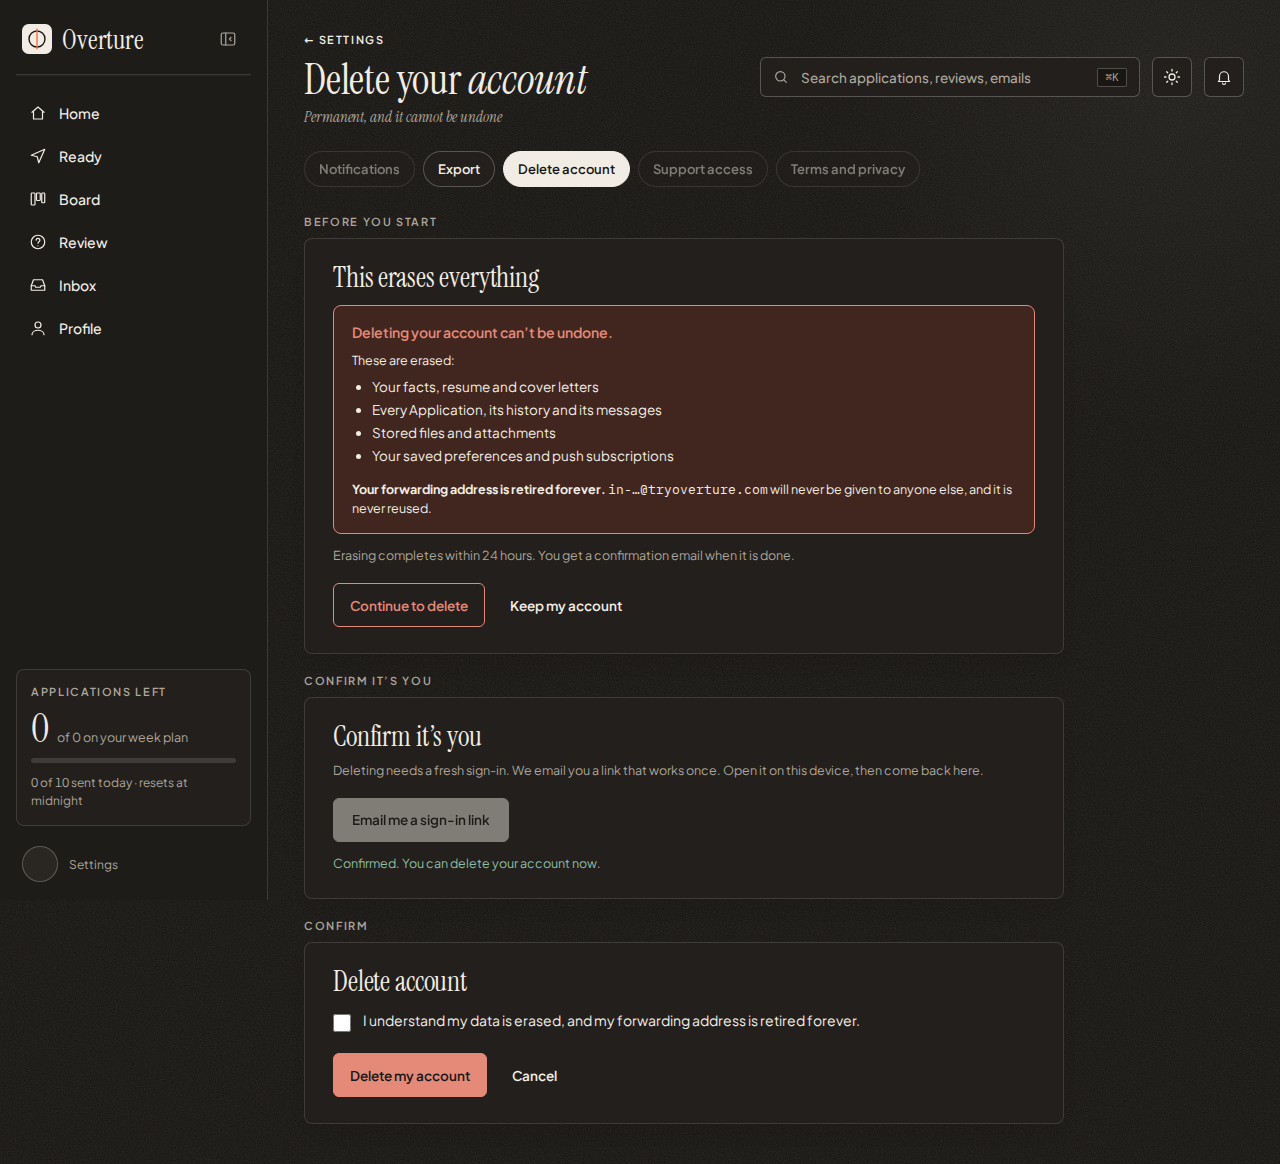 Overture
Home
Ready
Board
Review
Inbox
Profile
APPLICATIONS LEFT
0 of 0 on your week plan
0 of 10 sent today · resets at
midnight
Settings
← SETTINGS
Delete your account
Permanent, and it cannot be undone
Search applications, reviews, emails ⌘K
Notifications Export Delete account Support access Terms and privacy
BEFORE YOU START
This erases everything
Deleting your account can’t be undone.
These are erased:
• Your facts, resume and cover letters
• Every Application, its history and its messages
• Stored files and attachments
• Your saved preferences and push subscriptions
Your forwarding address is retired forever. in-…@tryoverture.com will never be given to anyone else, and it is
never reused.
Erasing completes within 24 hours. You get a confirmation email when it is done.
Continue to delete Keep my account
CONFIRM IT’S YOU
Confirm it’s you
Deleting needs a fresh sign-in. We email you a link that works once. Open it on this device, then come back here.
Email me a sign-in link
Confirmed. You can delete your account now.
CONFIRM
Delete account
I understand my data is erased, and my forwarding address is retired forever.
Delete my account Cancel